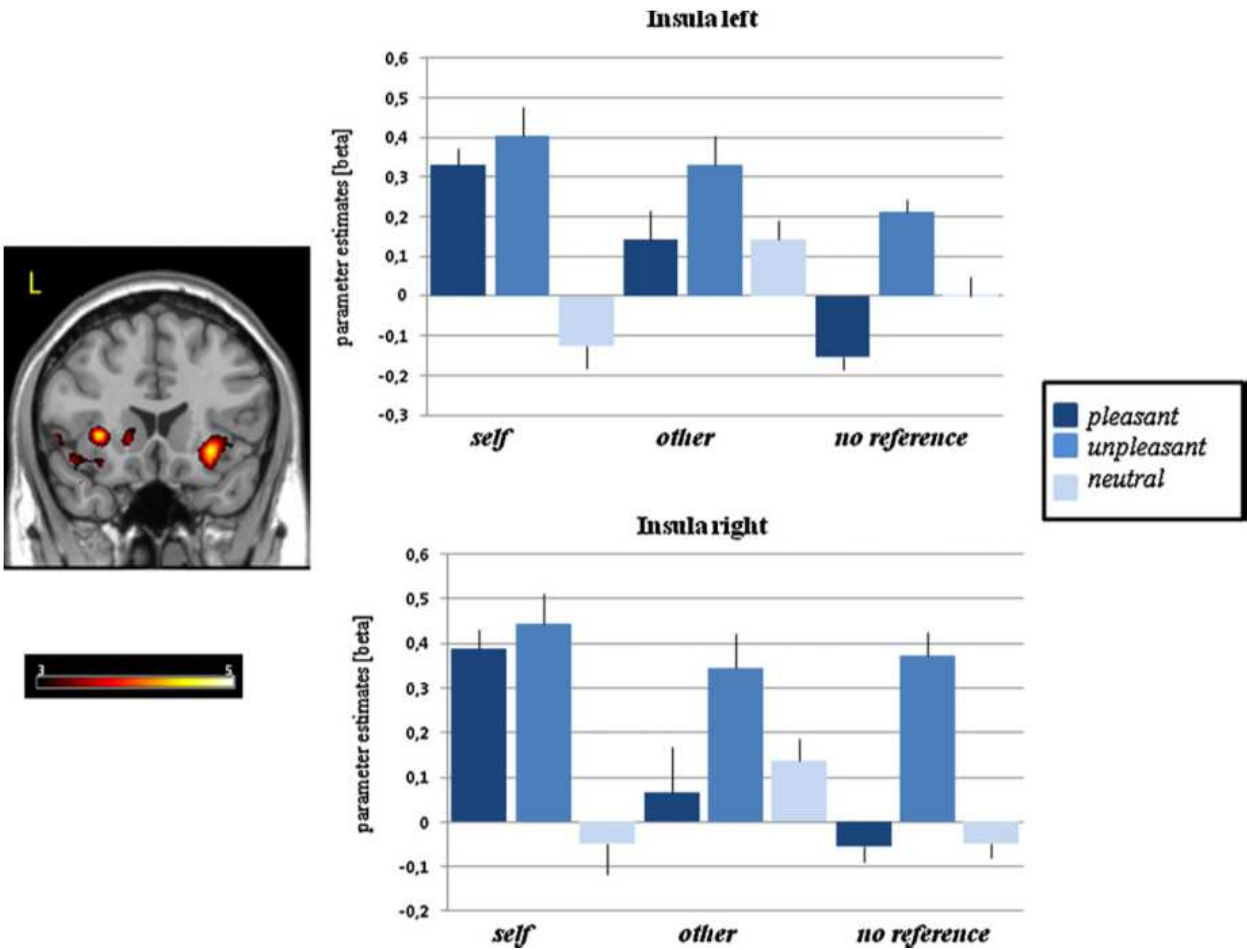 Insula left
parameter estimates [beta]
0,6
0,5
0,4
0,3
0,2
0,1
0
-0,1
-0,2
-0,3
self other no reference
L
3 5
pleasant
unpleasant
neutral
Insula right
parameter estimates [beta]
0,6
0,5
0,4
0,3
0,2
0,1
0
-0,1
-0,2
self other no reference